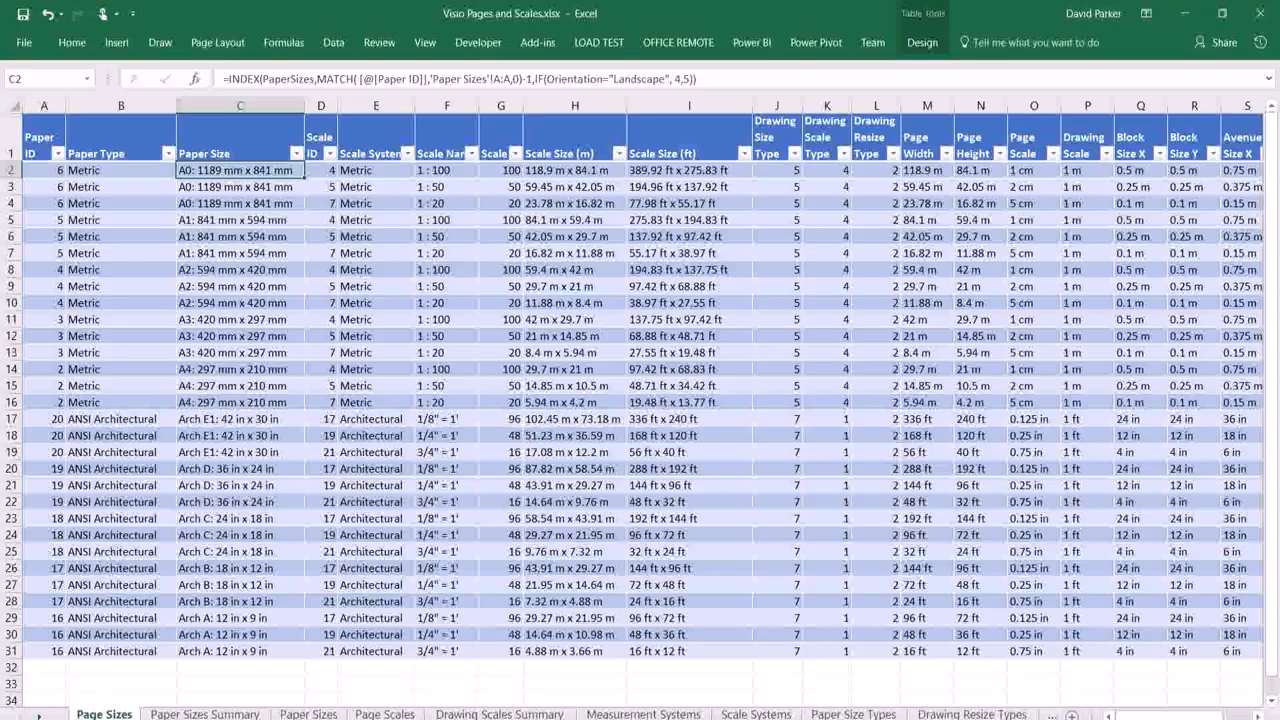 Visio Pages and Scales.xlsx - Excel Table Tools David Parker
File Home Insert Draw Page Layout Formulas Data Review View Developer Add-ins LOAD TEST OFFICE REMOTE Power BI Power Pivot Team Design Tell me what you want to do Share
C2 fx =INDEX(PaperSizes,MATCH([@[Paper ID]],'Paper Sizes'!A:A,0)-1,IF(Orientation="Landscape", 4,5))
A B C D E F G H I J K L M N O P Q R S
1 Paper ID Paper Type Paper Size Scale ID Scale System Scale Nar Scale Scale Size (m) Scale Size (ft) Drawing Size Type Drawing Scale Type Drawing Resize Type Page Width Page Height Page Scale Drawing Scale Block Size X Block Size Y Avenue Size X
2 6 Metric A0: 1189 mm x 841 mm 4 Metric 1 : 100 100 118.9 m x 84.1 m 389.92 ft x 275.83 ft 5 4 2 118.9 m 84.1 m 1 cm 1 m 0.5 m 0.5 m 0.75 m
3 6 Metric A0: 1189 mm x 841 mm 5 Metric 1 : 50 50 59.45 m x 42.05 m 194.96 ft x 137.92 ft 5 4 2 59.45 m 42.05 m 2 cm 1 m 0.25 m 0.25 m 0.375 m
4 6 Metric A0: 1189 mm x 841 mm 7 Metric 1 : 20 20 23.78 m x 16.82 m 77.98 ft x 55.17 ft 5 4 2 23.78 m 16.82 m 5 cm 1 m 0.1 m 0.1 m 0.15 m
5 5 Metric A1: 841 mm x 594 mm 4 Metric 1 : 100 100 84.1 m x 59.4 m 275.83 ft x 194.83 ft 5 4 2 84.1 m 59.4 m 1 cm 1 m 0.5 m 0.5 m 0.75 m
6 5 Metric A1: 841 mm x 594 mm 5 Metric 1 : 50 50 42.05 m x 29.7 m 137.92 ft x 97.42 ft 5 4 2 42.05 m 29.7 m 2 cm 1 m 0.25 m 0.25 m 0.375 m
7 5 Metric A1: 841 mm x 594 mm 7 Metric 1 : 20 20 16.82 m x 11.88 m 55.17 ft x 38.97 ft 5 4 2 16.82 m 11.88 m 5 cm 1 m 0.1 m 0.1 m 0.15 m
8 4 Metric A2: 594 mm x 420 mm 4 Metric 1 : 100 100 59.4 m x 42 m 194.83 ft x 137.75 ft 5 4 2 59.4 m 42 m 1 cm 1 m 0.5 m 0.5 m 0.75 m
9 4 Metric A2: 594 mm x 420 mm 5 Metric 1 : 50 50 29.7 m x 21 m 97.42 ft x 68.88 ft 5 4 2 29.7 m 21 m 2 cm 1 m 0.25 m 0.25 m 0.375 m
10 4 Metric A2: 594 mm x 420 mm 7 Metric 1 : 20 20 11.88 m x 8.4 m 38.97 ft x 27.55 ft 5 4 2 11.88 m 8.4 m 5 cm 1 m 0.1 m 0.1 m 0.15 m
11 3 Metric A3: 420 mm x 297 mm 4 Metric 1 : 100 100 42 m x 29.7 m 137.75 ft x 97.42 ft 5 4 2 42 m 29.7 m 1 cm 1 m 0.5 m 0.5 m 0.75 m
12 3 Metric A3: 420 mm x 297 mm 5 Metric 1 : 50 50 21 m x 14.85 m 68.88 ft x 48.71 ft 5 4 2 21 m 14.85 m 2 cm 1 m 0.25 m 0.25 m 0.375 m
13 3 Metric A3: 420 mm x 297 mm 7 Metric 1 : 20 20 8.4 m x 5.94 m 27.55 ft x 19.48 ft 5 4 2 8.4 m 5.94 m 5 cm 1 m 0.1 m 0.1 m 0.15 m
14 2 Metric A4: 297 mm x 210 mm 4 Metric 1 : 100 100 29.7 m x 21 m 97.42 ft x 68.83 ft 5 4 2 29.7 m 21 m 1 cm 1 m 0.5 m 0.5 m 0.75 m
15 2 Metric A4: 297 mm x 210 mm 5 Metric 1 : 50 50 14.85 m x 10.5 m 48.71 ft x 34.42 ft 5 4 2 14.85 m 10.5 m 2 cm 1 m 0.25 m 0.25 m 0.375 m
16 2 Metric A4: 297 mm x 210 mm 7 Metric 1 : 20 20 5.94 m x 4.2 m 19.48 ft x 13.77 ft 5 4 2 5.94 m 4.2 m 5 cm 1 m 0.1 m 0.1 m 0.15 m
17 20 ANSI Architectural Arch E1: 42 in x 30 in 17 Architectural 1/8" = 1' 96 102.45 m x 73.18 m 336 ft x 240 ft 7 1 2 336 ft 240 ft 0.125 in 1 ft 24 in 24 in 36 in
18 20 ANSI Architectural Arch E1: 42 in x 30 in 19 Architectural 1/4" = 1' 48 51.23 m x 36.59 m 168 ft x 120 ft 7 1 2 168 ft 120 ft 0.25 in 1 ft 12 in 12 in 18 in
19 20 ANSI Architectural Arch E1: 42 in x 30 in 21 Architectural 3/4" = 1' 16 17.08 m x 12.2 m 56 ft x 40 ft 7 1 2 56 ft 40 ft 0.75 in 1 ft 4 in 4 in 6 in
20 19 ANSI Architectural Arch D: 36 in x 24 in 17 Architectural 1/8" = 1' 96 87.82 m x 58.54 m 288 ft x 192 ft 7 1 2 288 ft 192 ft 0.125 in 1 ft 24 in 24 in 36 in
21 19 ANSI Architectural Arch D: 36 in x 24 in 19 Architectural 1/4" = 1' 48 43.91 m x 29.27 m 144 ft x 96 ft 7 1 2 144 ft 96 ft 0.25 in 1 ft 12 in 12 in 18 in
22 19 ANSI Architectural Arch D: 36 in x 24 in 21 Architectural 3/4" = 1' 16 14.64 m x 9.76 m 48 ft x 32 ft 7 1 2 48 ft 32 ft 0.75 in 1 ft 4 in 4 in 6 in
23 18 ANSI Architectural Arch C: 24 in x 18 in 17 Architectural 1/8" = 1' 96 58.54 m x 43.91 m 192 ft x 144 ft 7 1 2 192 ft 144 ft 0.125 in 1 ft 24 in 24 in 36 in
24 18 ANSI Architectural Arch C: 24 in x 18 in 19 Architectural 1/4" = 1' 48 29.27 m x 21.95 m 96 ft x 72 ft 7 1 2 96 ft 72 ft 0.25 in 1 ft 12 in 12 in 18 in
25 18 ANSI Architectural Arch C: 24 in x 18 in 21 Architectural 3/4" = 1' 16 9.76 m x 7.32 m 32 ft x 24 ft 7 1 2 32 ft 24 ft 0.75 in 1 ft 4 in 4 in 6 in
26 17 ANSI Architectural Arch B: 18 in x 12 in 17 Architectural 1/8" = 1' 96 43.91 m x 29.27 m 144 ft x 96 ft 7 1 2 144 ft 96 ft 0.125 in 1 ft 24 in 24 in 36 in
27 17 ANSI Architectural Arch B: 18 in x 12 in 19 Architectural 1/4" = 1' 48 21.95 m x 14.64 m 72 ft x 48 ft 7 1 2 72 ft 48 ft 0.25 in 1 ft 12 in 12 in 18 in
28 17 ANSI Architectural Arch B: 18 in x 12 in 21 Architectural 3/4" = 1' 16 7.32 m x 4.88 m 24 ft x 16 ft 7 1 2 24 ft 16 ft 0.75 in 1 ft 4 in 4 in 6 in
29 16 ANSI Architectural Arch A: 12 in x 9 in 17 Architectural 1/8" = 1' 96 29.27 m x 21.95 m 96 ft x 72 ft 7 1 2 96 ft 72 ft 0.125 in 1 ft 24 in 24 in 36 in
30 16 ANSI Architectural Arch A: 12 in x 9 in 19 Architectural 1/4" = 1' 48 14.64 m x 10.98 m 48 ft x 36 ft 7 1 2 48 ft 36 ft 0.25 in 1 ft 12 in 12 in 18 in
31 16 ANSI Architectural Arch A: 12 in x 9 in 21 Architectural 3/4" = 1' 16 4.88 m x 3.66 m 16 ft x 12 ft 7 1 2 16 ft 12 ft 0.75 in 1 ft 4 in 4 in 6 in
32
33
34
Page Sizes Paper Sizes Summary Paper Sizes Page Scales Drawing Scales Summary Measurement Systems Scale Systems Paper Size Types Drawing Resize Types ...